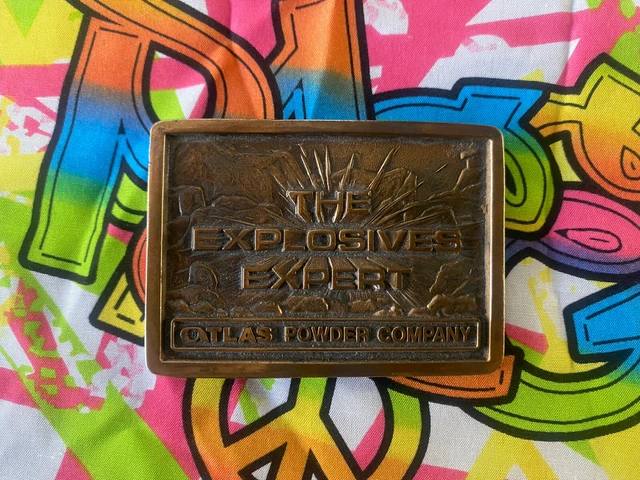 THE
EXPLOSIVES
EXPERT
ATLAS POWDER COMPANY